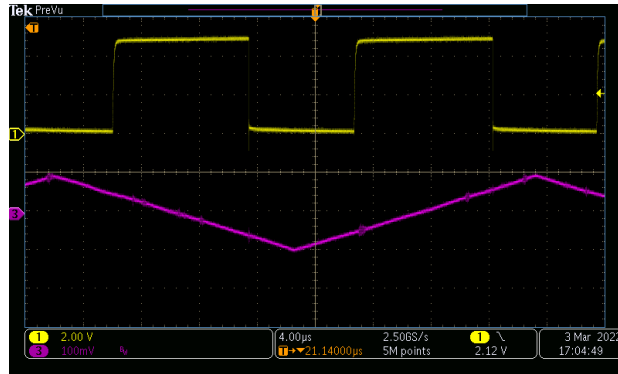 Tek PreVu
T
1
3
1 2.00 V 4.00µs 2.50GS/s 1 3 Mar 2022
3 100mV T→▼21.14000µs 5M points 2.12 V 17:04:49